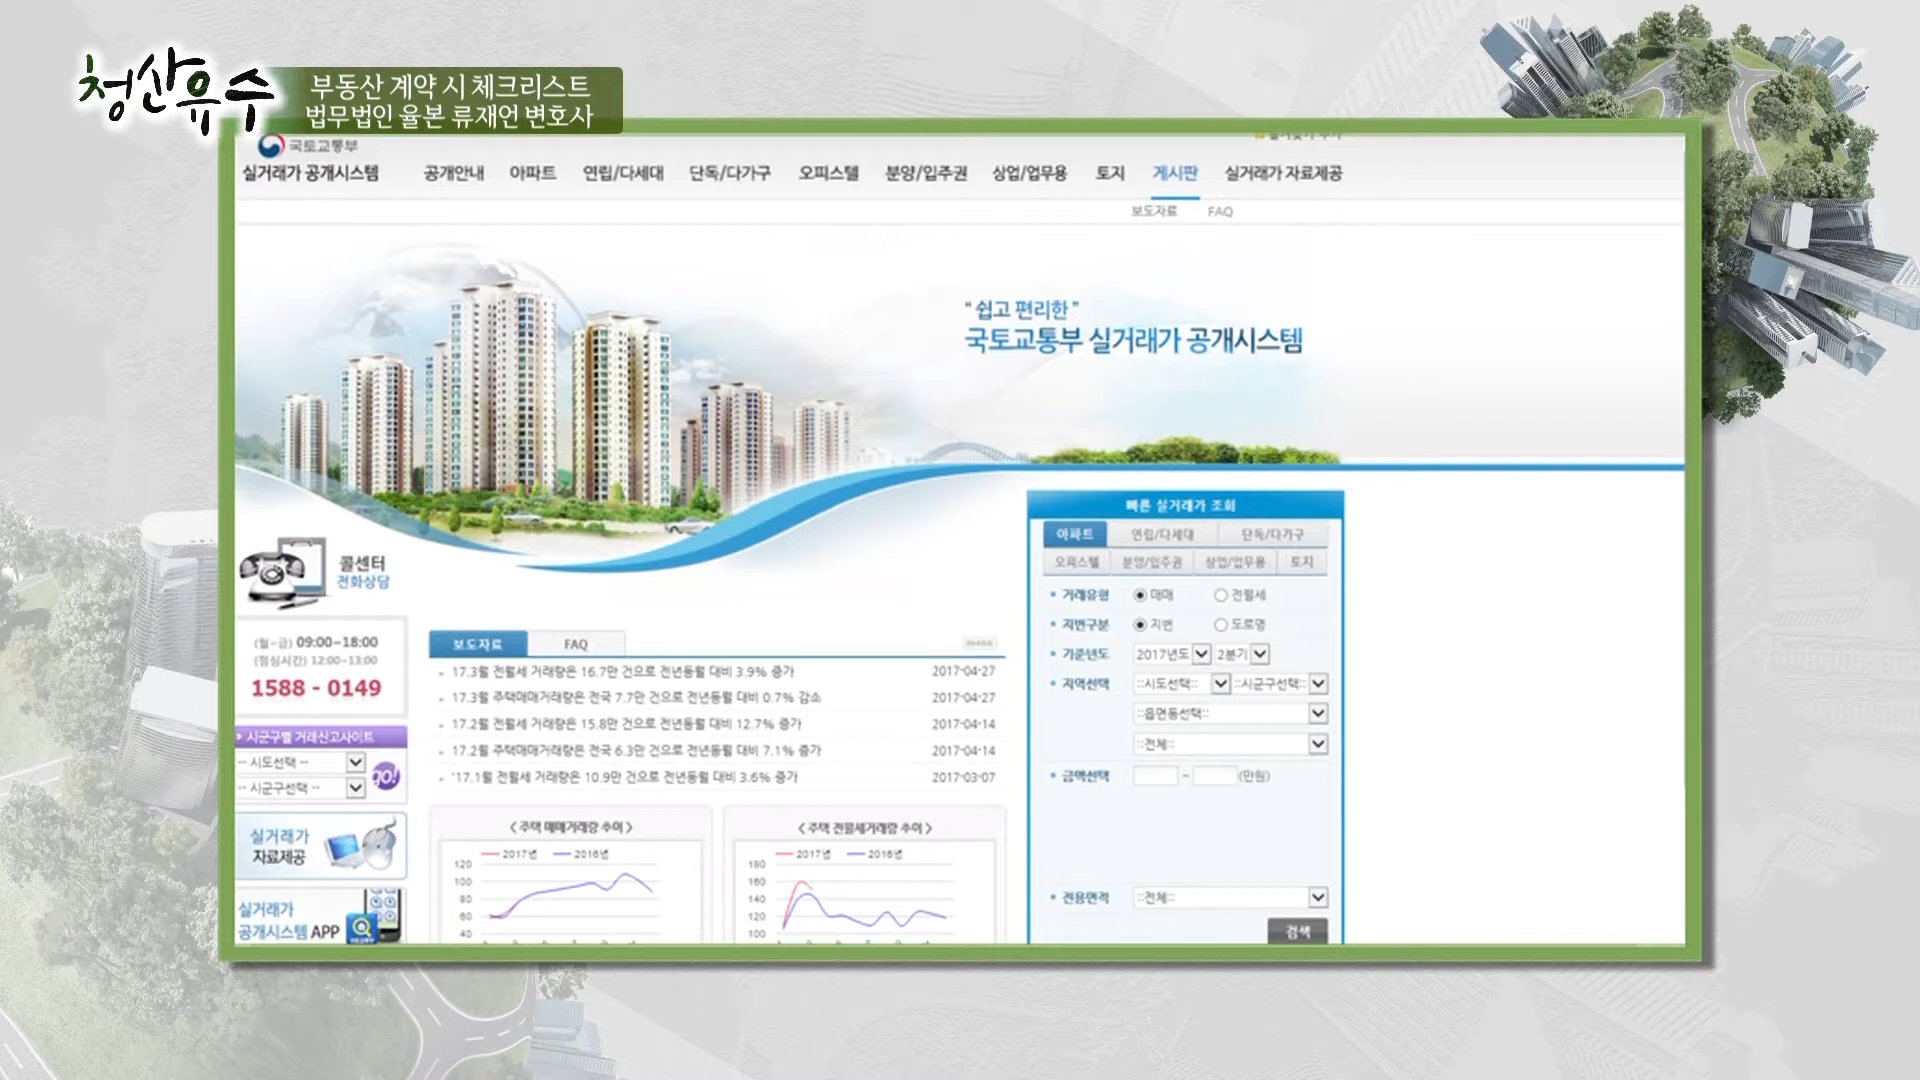 청산유수
부동산 계약 시 체크리스트
법무법인 율본 류재언 변호사
국토교통부
실거래가 공개시스템 공개안내 아파트 연립/다세대 단독/다가구 오피스텔 분양/입주권 상업/업무용 토지 게시판 실거래가 자료제공
보도자료 FAQ
“ 쉽고 편리한 ”
국토교통부 실거래가 공개시스템
콜센터
전화상담
(월~금) 09:00~18:00
(점심시간) 12:00~13:00
1588 - 0149
시군구별 거래신고사이트
-- 시도선택 --
-- 시군구선택 --
go!
실거래가
자료제공
실거래가
공개시스템 APP
보도자료 FAQ
17.3월 전월세 거래량은 16.7만 건으로 전년동월 대비 3.9% 증가 2017-04-27
17.3월 주택매매거래량은 전국 7.7만 건으로 전년동월 대비 0.7% 감소 2017-04-27
17.2월 전월세 거래량은 15.8만 건으로 전년동월 대비 12.7% 증가 2017-04-14
17.2월 주택매매거래량은 전국 6.3만 건으로 전년동월 대비 7.1% 증가 2017-04-14
'17.1월 전월세 거래량은 10.9만 건으로 전년동월 대비 3.6% 증가 2017-03-07
< 주택 매매거래량 추이 >
2017년 2016년
120
100
80
60
40
< 주택 전월세거래량 추이 >
2017년 2016년
180
160
140
120
100
빠른 실거래가 조회
아파트 연립/다세대 단독/다가구
오피스텔 분양/입주권 상업/업무용 토지
거래유형 매매 전월세
지번구분 지번 도로명
기준년도 2017년도 2분기
지역선택 ::시도선택:: ::시군구선택::
::읍면동선택::
::전체::
금액선택 ~ (만원)
전용면적 ::전체::
검색